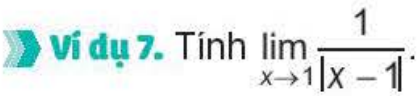 Ví dụ 7. Tính lim_{x→1} 1/|x – 1|.